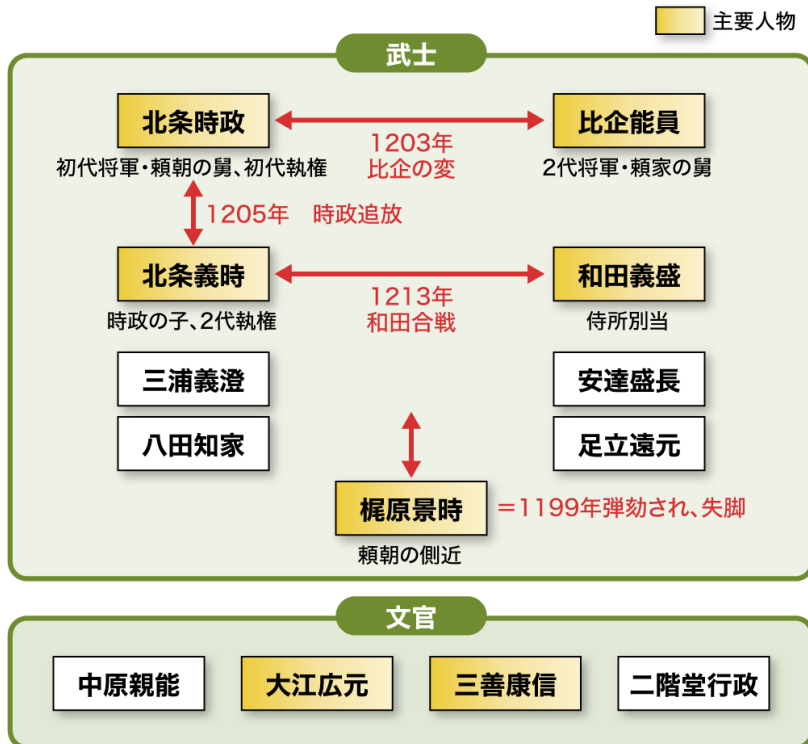 主要人物
武士
北条時政
比企能員
1203年
比企の変
初代将軍・頼朝の舅、初代執権
2代将軍・頼家の舅
1205年 時政追放
北条義時
和田義盛
1213年
和田合戦
時政の子、2代執権
侍所別当
三浦義澄
安達盛長
八田知家
足立遠元
梶原景時
＝1199年弾劾され、失脚
頼朝の側近
文官
中原親能
大江広元
三善康信
二階堂行政